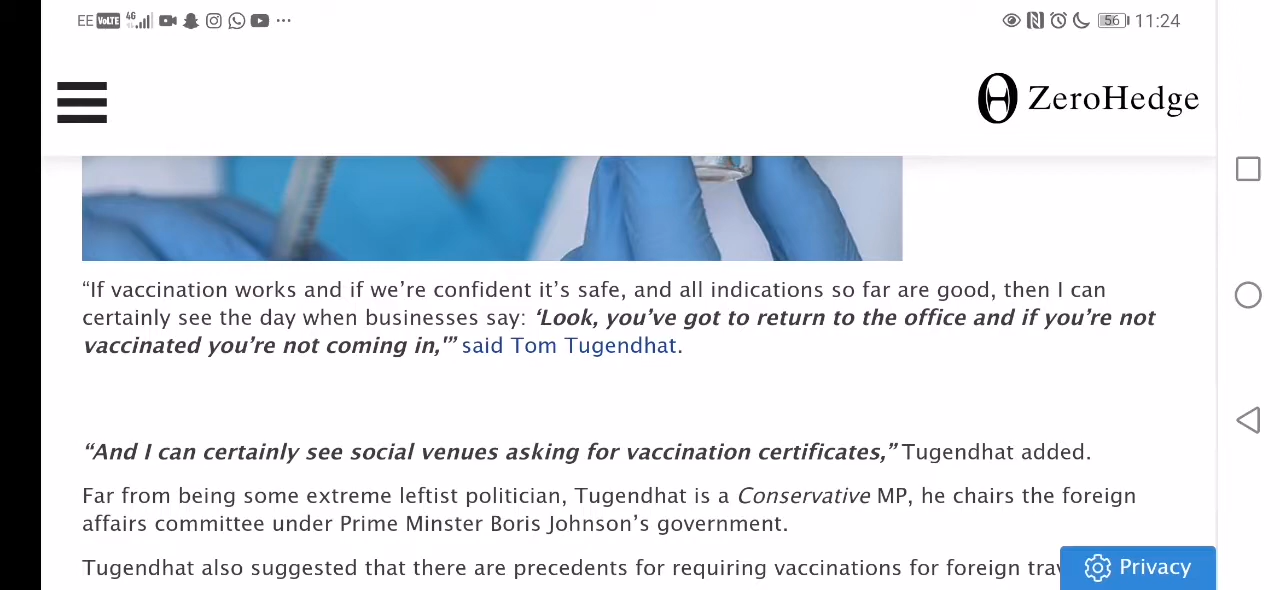 EE VoLTE 4G 56 11:24
ZeroHedge
“If vaccination works and if we’re confident it’s safe, and all indications so far are good, then I can
certainly see the day when businesses say: ‘Look, you’ve got to return to the office and if you’re not
vaccinated you’re not coming in,'” said Tom Tugendhat.
“And I can certainly see social venues asking for vaccination certificates,” Tugendhat added.
Far from being some extreme leftist politician, Tugendhat is a Conservative MP, he chairs the foreign
affairs committee under Prime Minster Boris Johnson’s government.
Tugendhat also suggested that there are precedents for requiring vaccinations for foreign
Privacy